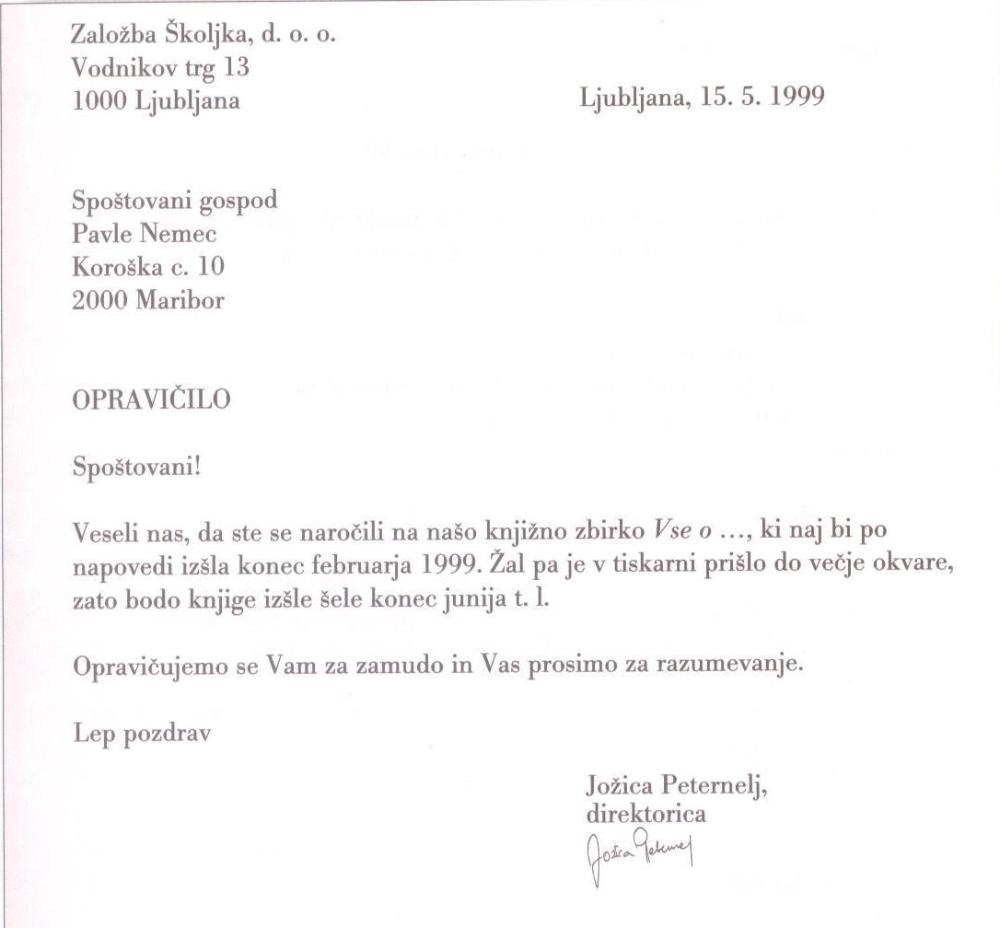 Založba Školjka, d. o. o.
Vodnikov trg 13
1000 Ljubljana
Ljubljana, 15. 5. 1999
Spoštovani gospod
Pavle Nemec
Koroška c. 10
2000 Maribor
OPRAVIČILO
Spoštovani!
Veseli nas, da ste se naročili na našo knjižno zbirko Vse o ..., ki naj bi po
napovedi izšla konec februarja 1999. Žal pa je v tiskarni prišlo do večje okvare,
zato bodo knjige izšle šele konec junija t. l.
Opravičujemo se Vam za zamudo in Vas prosimo za razumevanje.
Lep pozdrav
Jožica Peternelj,
direktorica
Jožica Peternelj